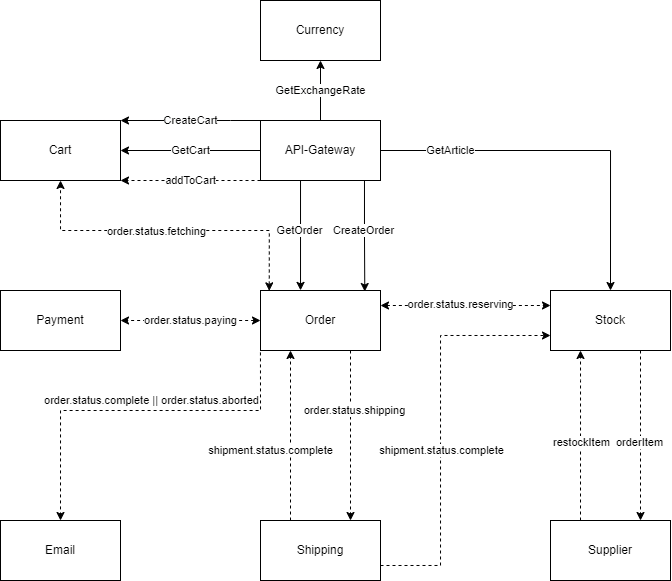 Currency
GetExchangeRate
CreateCart
Cart
GetCart
API-Gateway
GetArticle
addToCart
order.status.fetching
GetOrder
CreateOrder
order.status.reserving
Payment
order.status.paying
Order
Stock
order.status.complete || order.status.aborted
order.status.shipping
shipment.status.complete
shipment.status.complete
restockItem
orderItem
Email
Shipping
Supplier